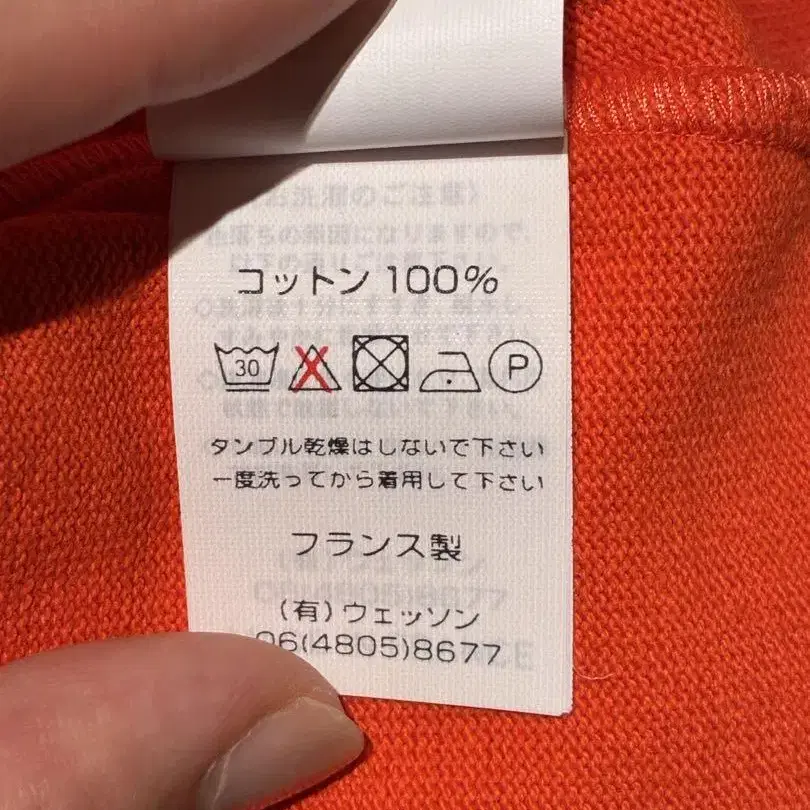 コットン 100%
30 P
タンブル乾燥はしないで下さい
一度洗ってから着用して下さい
フランス製
(有)ウェッソン
06(4805)8677